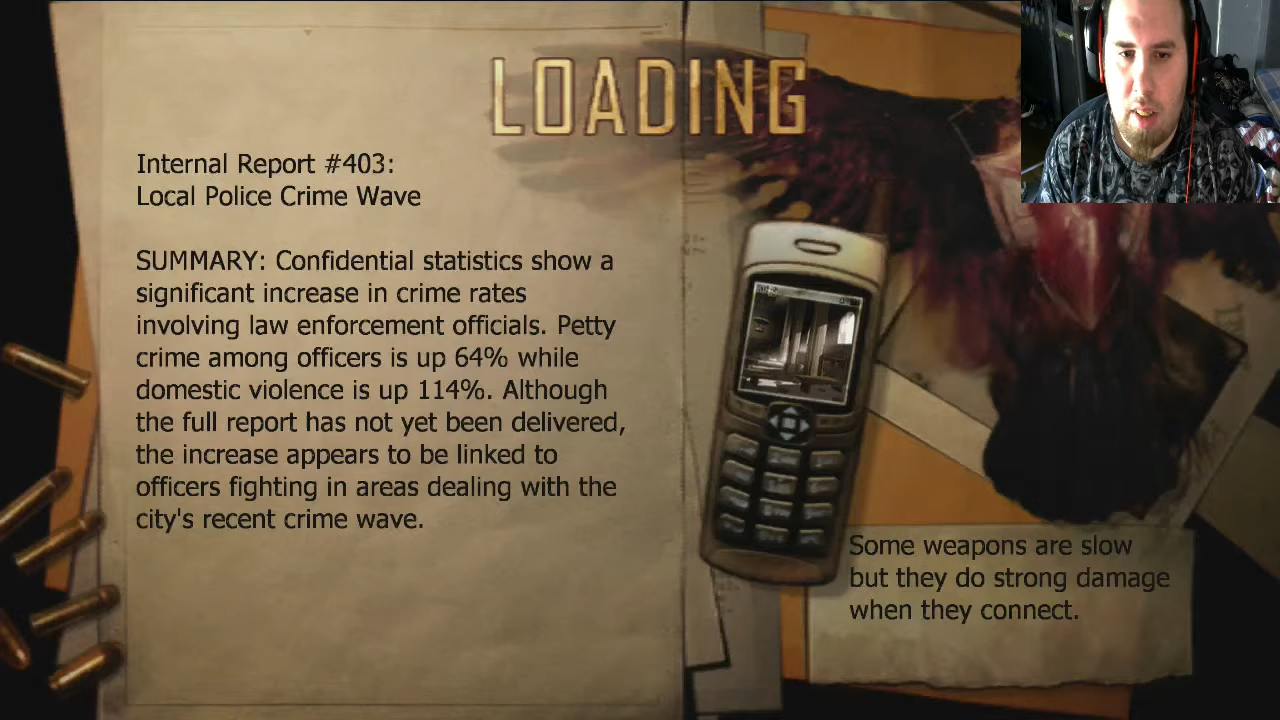 LOADING
Internal Report #403:
Local Police Crime Wave
SUMMARY: Confidential statistics show a
significant increase in crime rates
involving law enforcement officials. Petty
crime among officers is up 64% while
domestic violence is up 114%. Although
the full report has not yet been delivered,
the increase appears to be linked to
officers fighting in areas dealing with the
city's recent crime wave.
Some weapons are slow
but they do strong damage
when they connect.